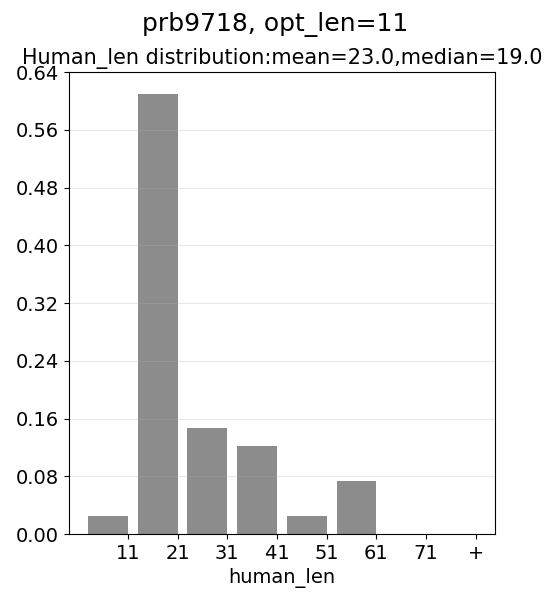 prb9718, opt_len=11
Human_len distribution:mean=23.0,median=19.0
0.64
0.56
0.48
0.40
0.32
0.24
0.16
0.08
0.00
11 21 31 41 51 61 71 +
human_len